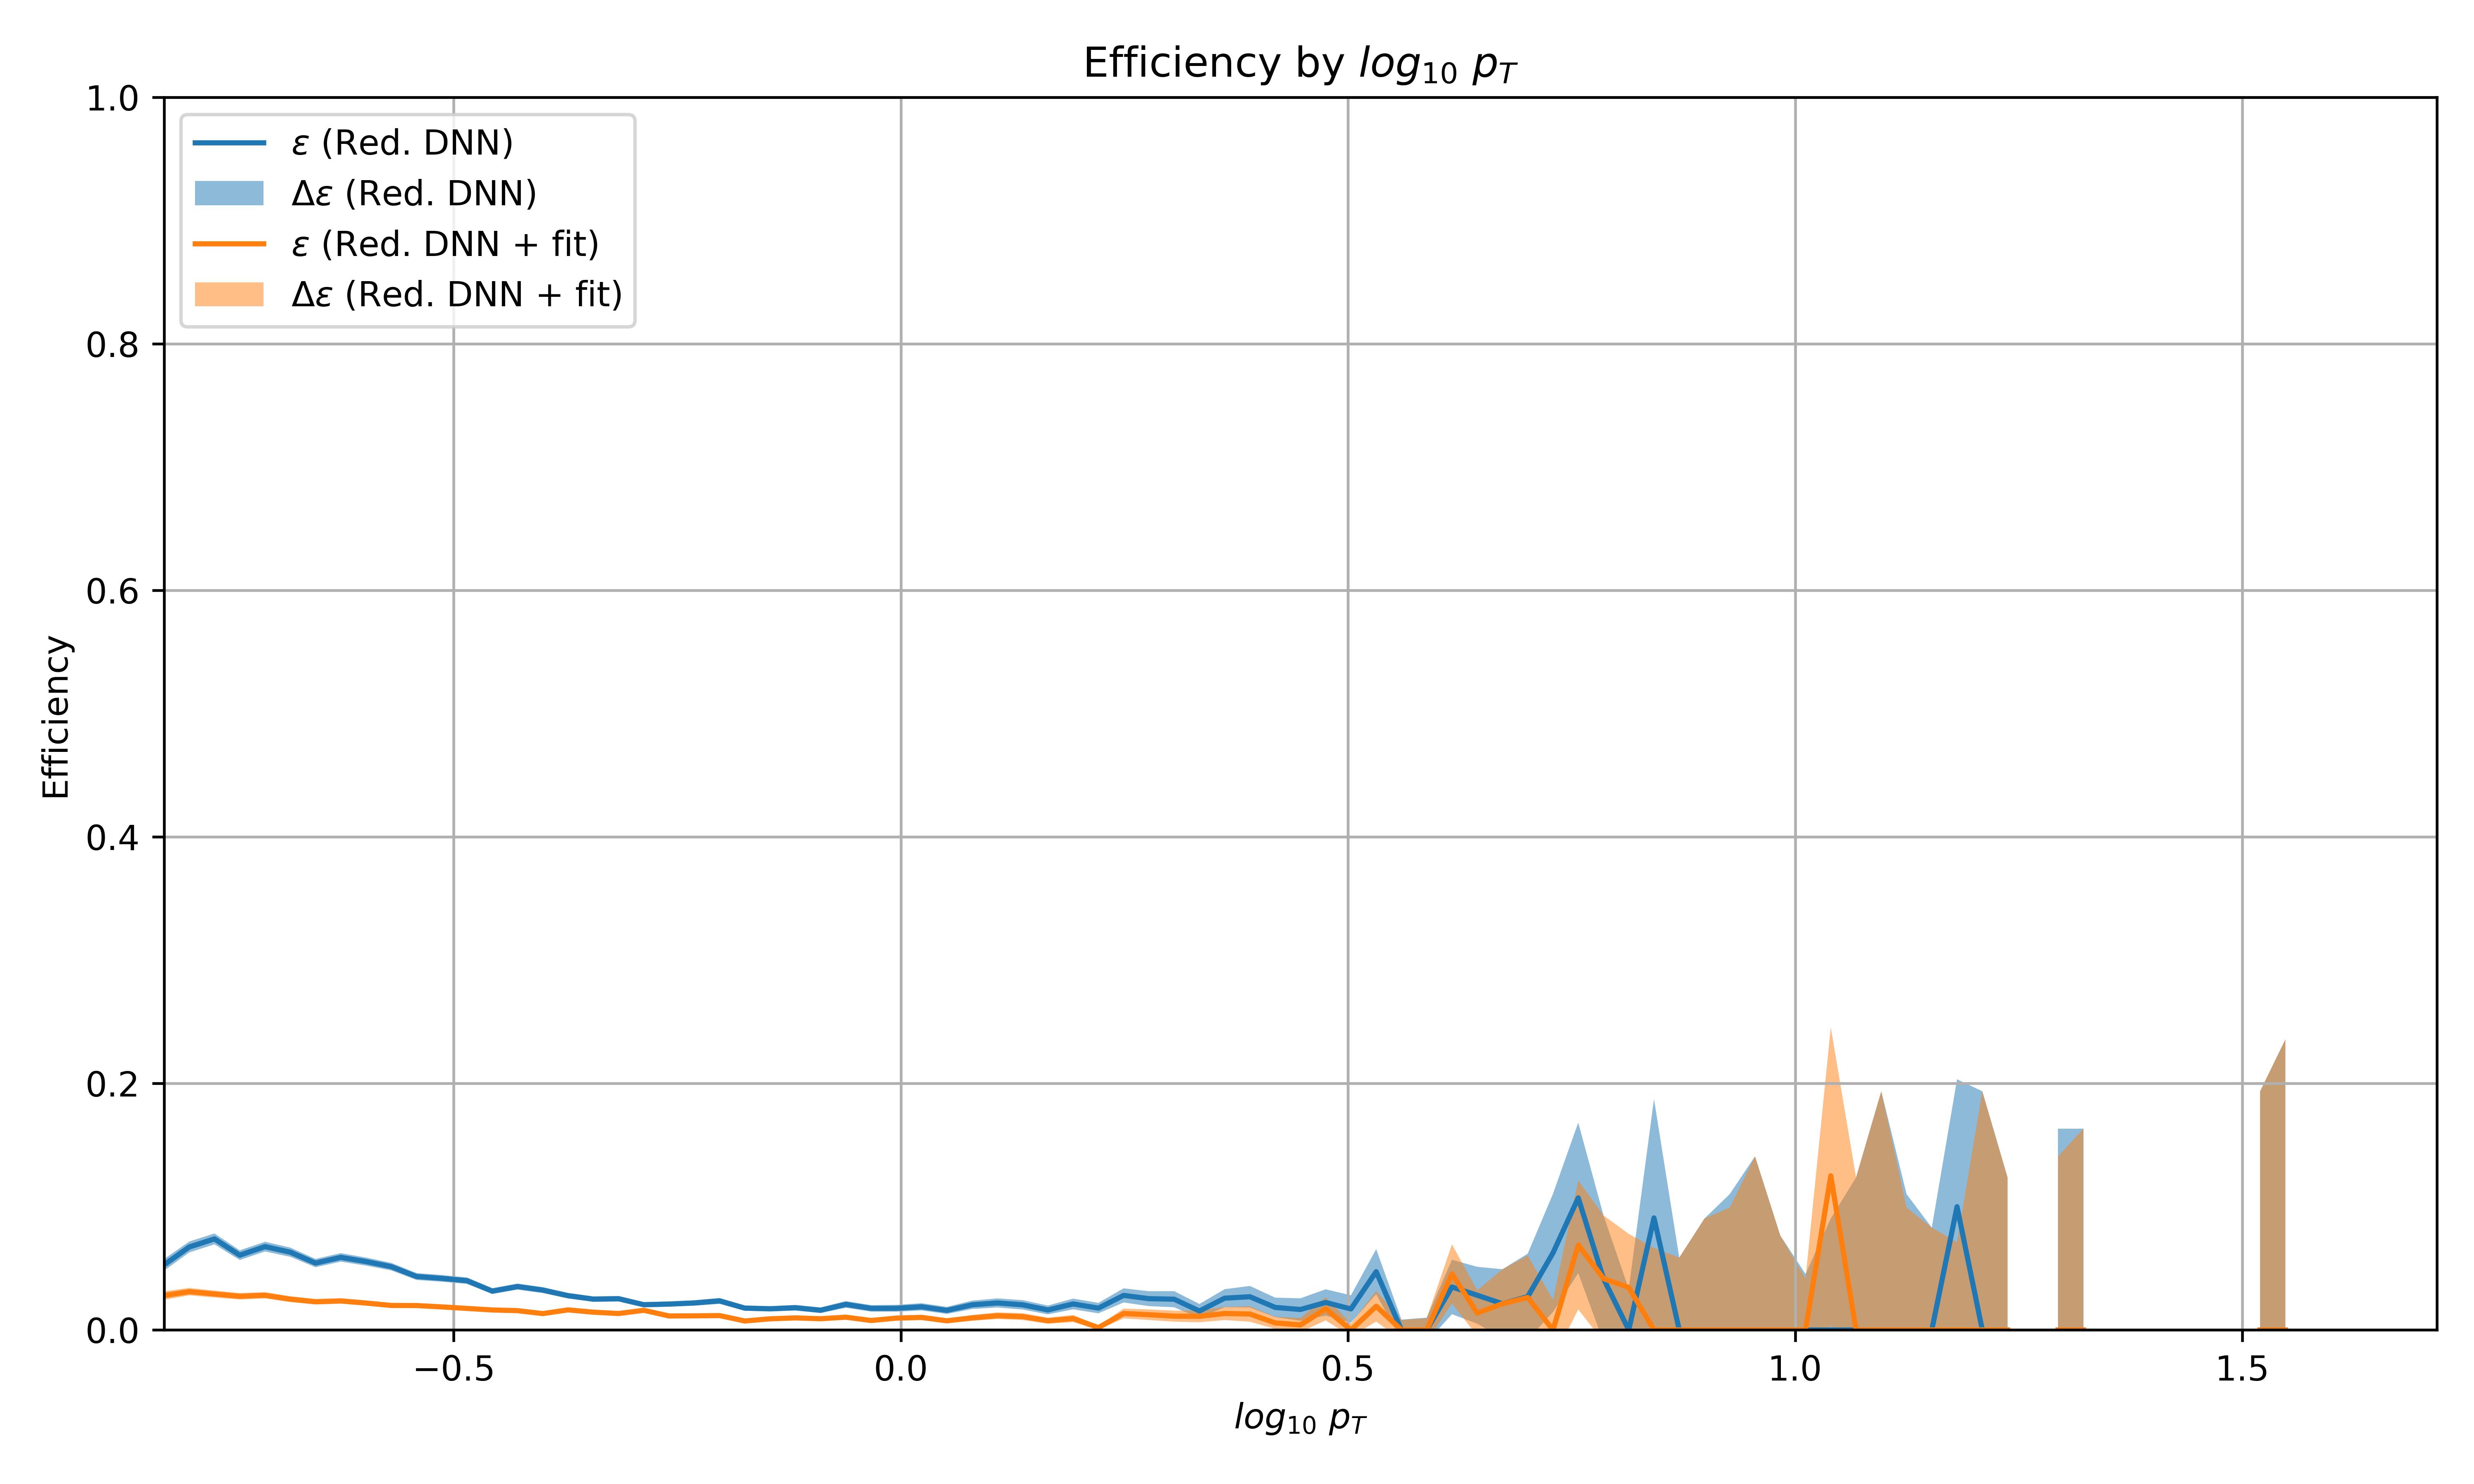 Efficiency by log₁₀ p_T
1.0
0.8
0.6
0.4
0.2
0.0
Efficiency
ε (Red. DNN)
Δε (Red. DNN)
ε (Red. DNN + fit)
Δε (Red. DNN + fit)
−0.5 0.0 0.5 1.0 1.5
log₁₀ p_T